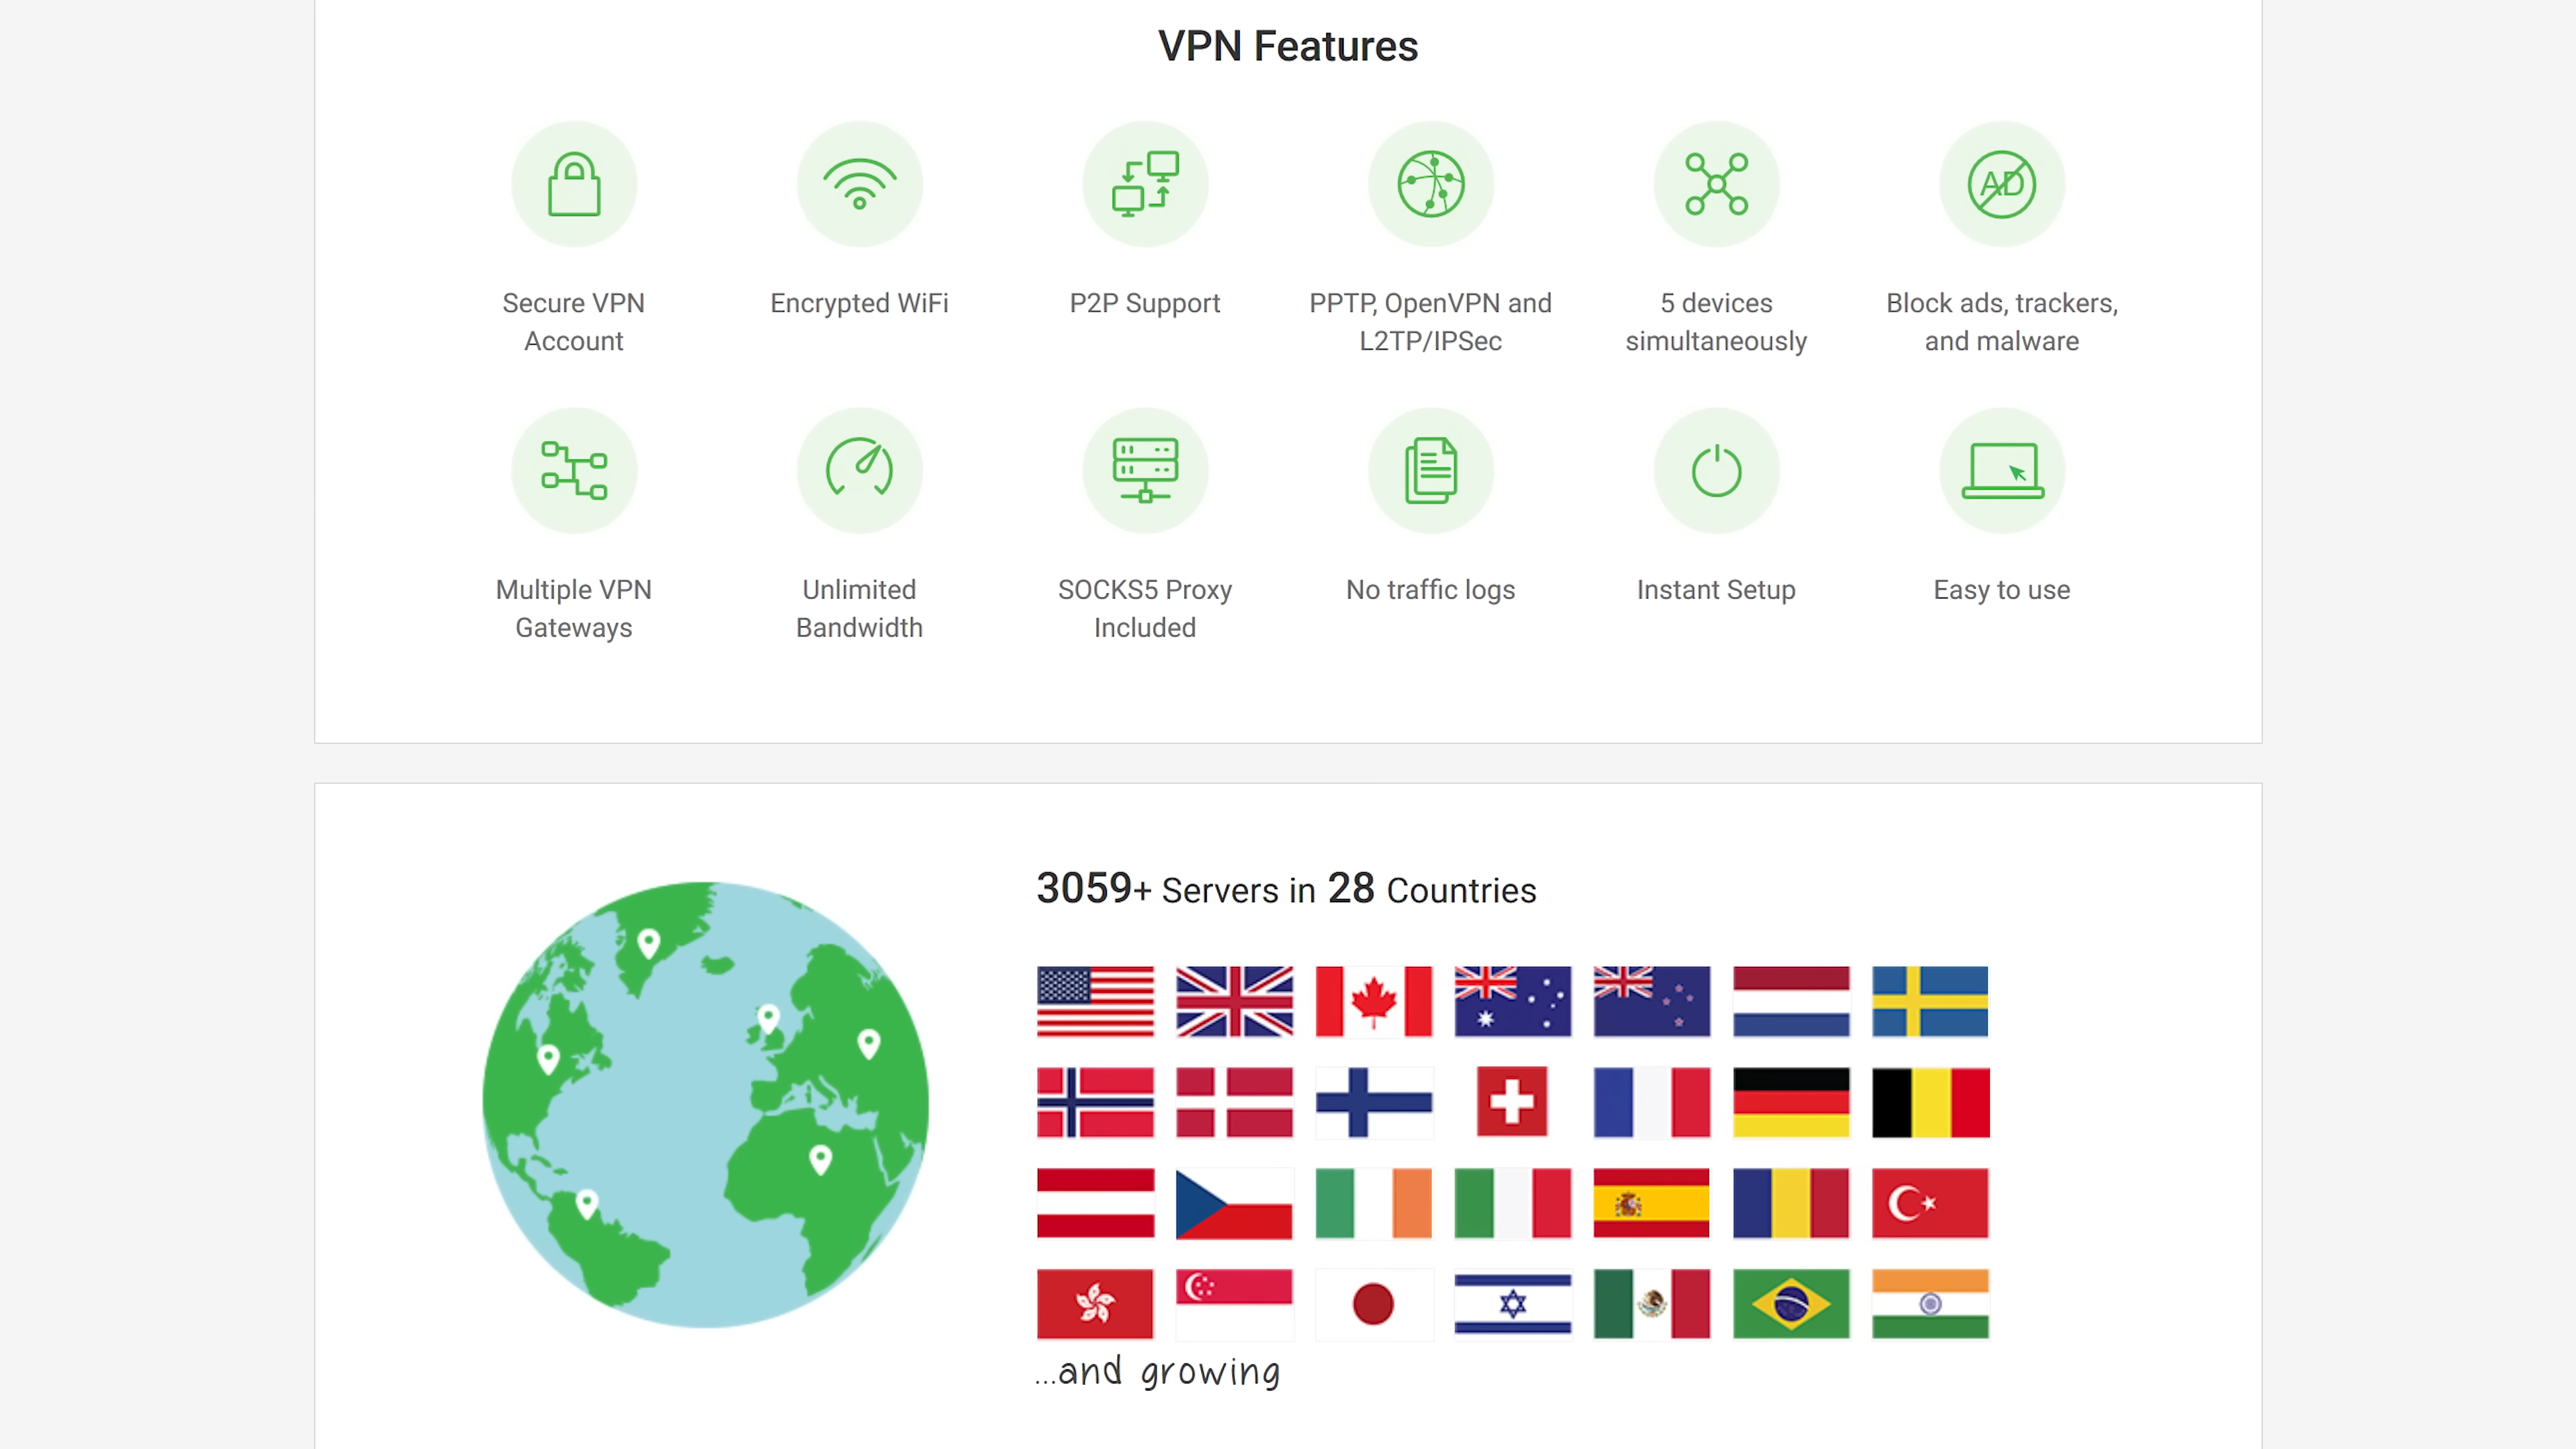 VPN Features
AD
Secure VPN
Account
Encrypted WiFi
P2P Support
PPTP, OpenVPN and
L2TP/IPSec
5 devices
simultaneously
Block ads, trackers,
and malware
Multiple VPN
Gateways
Unlimited
Bandwidth
SOCKS5 Proxy
Included
No traffic logs
Instant Setup
Easy to use
3059+ Servers in 28 Countries
...and growing